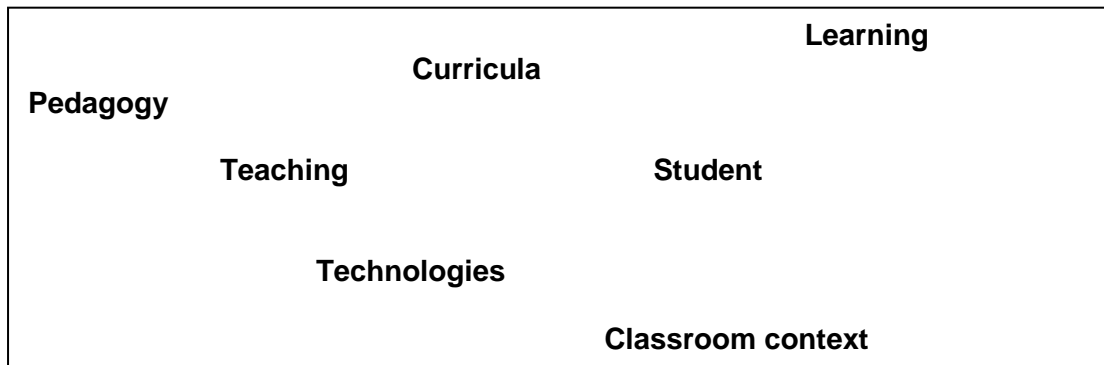 Learning
Curricula
Pedagogy
Teaching Student
Technologies
Classroom context